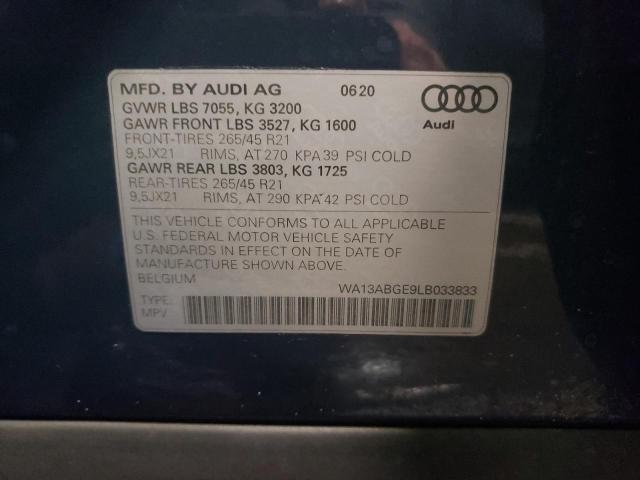 MFD. BY AUDI AG 0620
GVWR LBS 7055, KG 3200
GAWR FRONT LBS 3527, KG 1600
FRONT-TIRES 265/45 R21
9,5JX21 RIMS, AT 270 KPA 39 PSI COLD
GAWR REAR LBS 3803, KG 1725
REAR-TIRES 265/45 R21
9,5JX21 RIMS, AT 290 KPA 42 PSI COLD
Audi
THIS VEHICLE CONFORMS TO ALL APPLICABLE
U.S. FEDERAL MOTOR VEHICLE SAFETY
STANDARDS IN EFFECT ON THE DATE OF
MANUFACTURE SHOWN ABOVE.
BELGIUM
WA13ABGE9LB033833
TYPE:
MPV